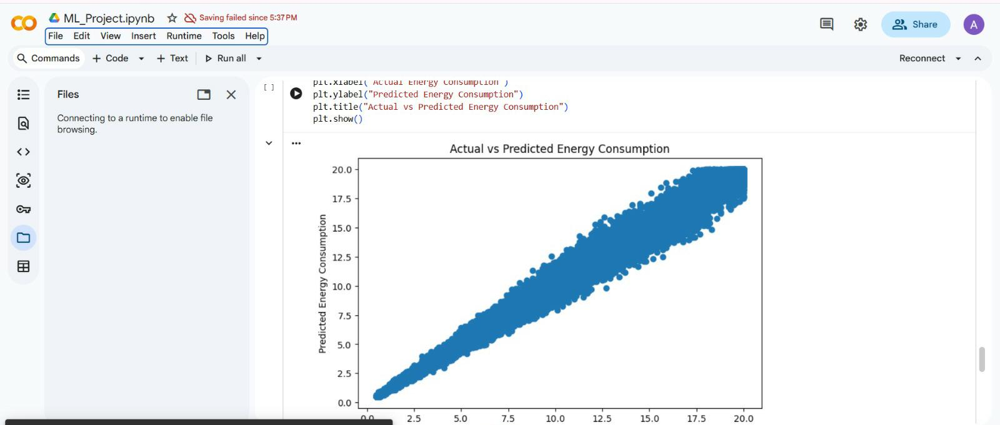 ML_Project.ipynb
Saving failed since 5:37 PM
File Edit View Insert Runtime Tools Help
Share
A
Commands + Code + Text Run all
Reconnect
Files
Connecting to a runtime to enable file
browsing.
[ ]
plt.xlabel("Actual Energy Consumption")
plt.ylabel("Predicted Energy Consumption")
plt.title("Actual vs Predicted Energy Consumption")
plt.show()
Actual vs Predicted Energy Consumption
Predicted Energy Consumption
20.0
17.5
15.0
12.5
10.0
7.5
5.0
2.5
0.0
0.0 2.5 5.0 7.5 10.0 12.5 15.0 17.5 20.0